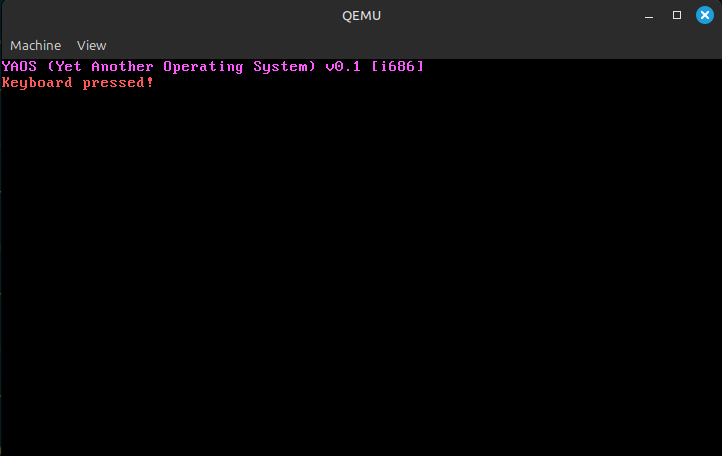 QEMU
Machine View
YAOS (Yet Another Operating System) v0.1 [i686]
Keyboard pressed!